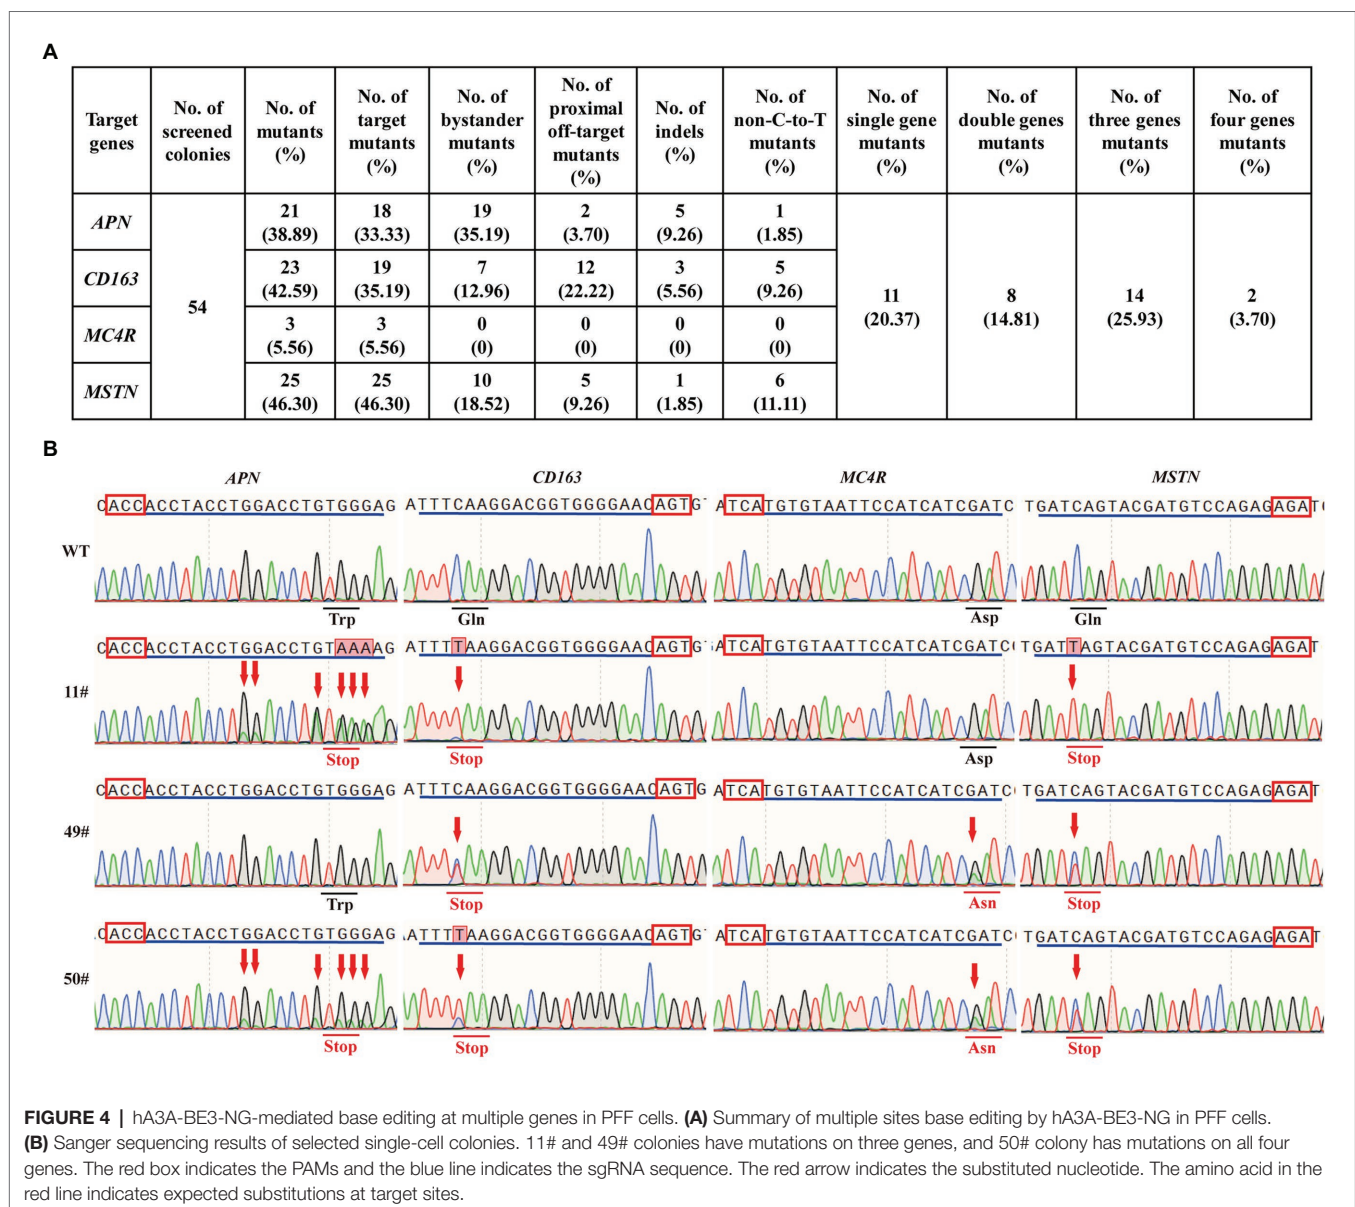 A
Target genes | No. of screened colonies | No. of mutants (%) | No. of target mutants (%) | No. of bystander mutants (%) | No. of proximal off-target mutants (%) | No. of indels (%) | No. of non-C-to-T mutants (%) | No. of single gene mutants (%) | No. of double genes mutants (%) | No. of three genes mutants (%) | No. of four genes mutants (%)
APN | 54 | 21 (38.89) | 18 (33.33) | 19 (35.19) | 2 (3.70) | 5 (9.26) | 1 (1.85) | 11 (20.37) | 8 (14.81) | 14 (25.93) | 2 (3.70)
CD163 | 23 (42.59) | 19 (35.19) | 7 (12.96) | 12 (22.22) | 3 (5.56) | 5 (9.26)
MC4R | 3 (5.56) | 3 (5.56) | 0 (0) | 0 (0) | 0 (0) | 0 (0)
MSTN | 25 (46.30) | 25 (46.30) | 10 (18.52) | 5 (9.26) | 1 (1.85) | 6 (11.11)
B
APN CD163 MC4R MSTN
CACCACCTACCTGGACCTGTGGGAG ATTTCAAGGACGGTGGGGAACAGTG ATCATGTGTAATTCCATCATCGATC TGATCAGTACGATGTCCAGAGAGAT
WT
Trp Gln Asp Gln
CACCACCTACCTGGACCTGTAAAAG ATTTTAAGGACGGTGGGGAACAGTG ATCATGTGTAATTCCATCATCGATC TGATTAGTACGATGTCCAGAGAGAT
11#
Stop Stop Asp Stop
CACCACCTACCTGGACCTGTGGGAG ATTTCAAGGACGGTGGGGAACAGTG ATCATGTGTAATTCCATCATCGATC TGATCAGTACGATGTCCAGAGAGAT
49#
Trp Stop Asn Stop
CACCACCTACCTGGACCTGTGGGAG ATTTTAAGGACGGTGGGGAACAGTG ATCATGTGTAATTCCATCATCGATC TGATCAGTACGATGTCCAGAGAGAT
50#
Stop Stop Asn Stop
FIGURE 4 | hA3A-BE3-NG-mediated base editing at multiple genes in PFF cells. (A) Summary of multiple sites base editing by hA3A-BE3-NG in PFF cells.
(B) Sanger sequencing results of selected single-cell colonies. 11# and 49# colonies have mutations on three genes, and 50# colony has mutations on all four
genes. The red box indicates the PAMs and the blue line indicates the sgRNA sequence. The red arrow indicates the substituted nucleotide. The amino acid in the
red line indicates expected substitutions at target sites.